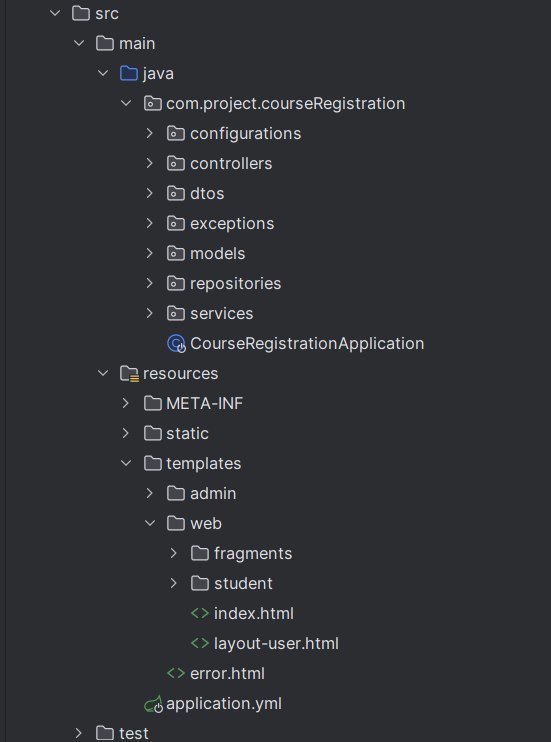 src
main
java
com.project.courseRegistration
configurations
controllers
dtos
exceptions
models
repositories
services
CourseRegistrationApplication
resources
META-INF
static
templates
admin
web
fragments
student
index.html
layout-user.html
error.html
application.yml
test